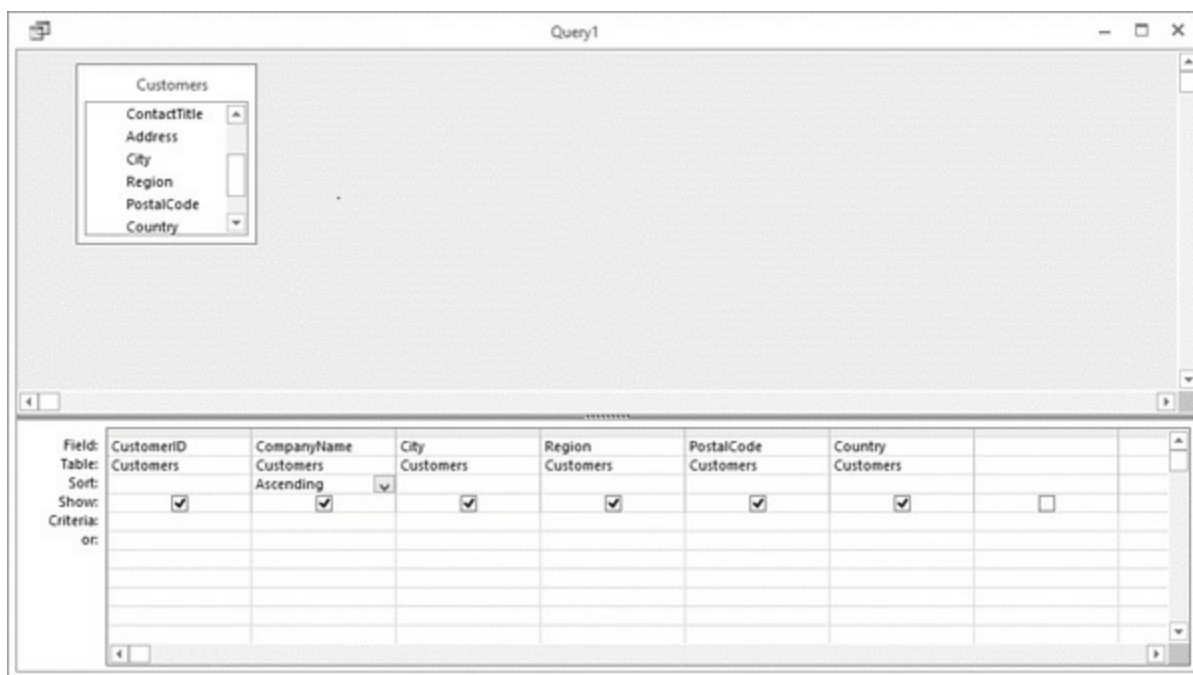 Query1
Customers
ContactTitle
Address
City
Region
PostalCode
Country
Field: CustomerID CompanyName City Region PostalCode Country
Table: Customers Customers Customers Customers Customers Customers
Sort: Ascending
Show:
Criteria:
or: